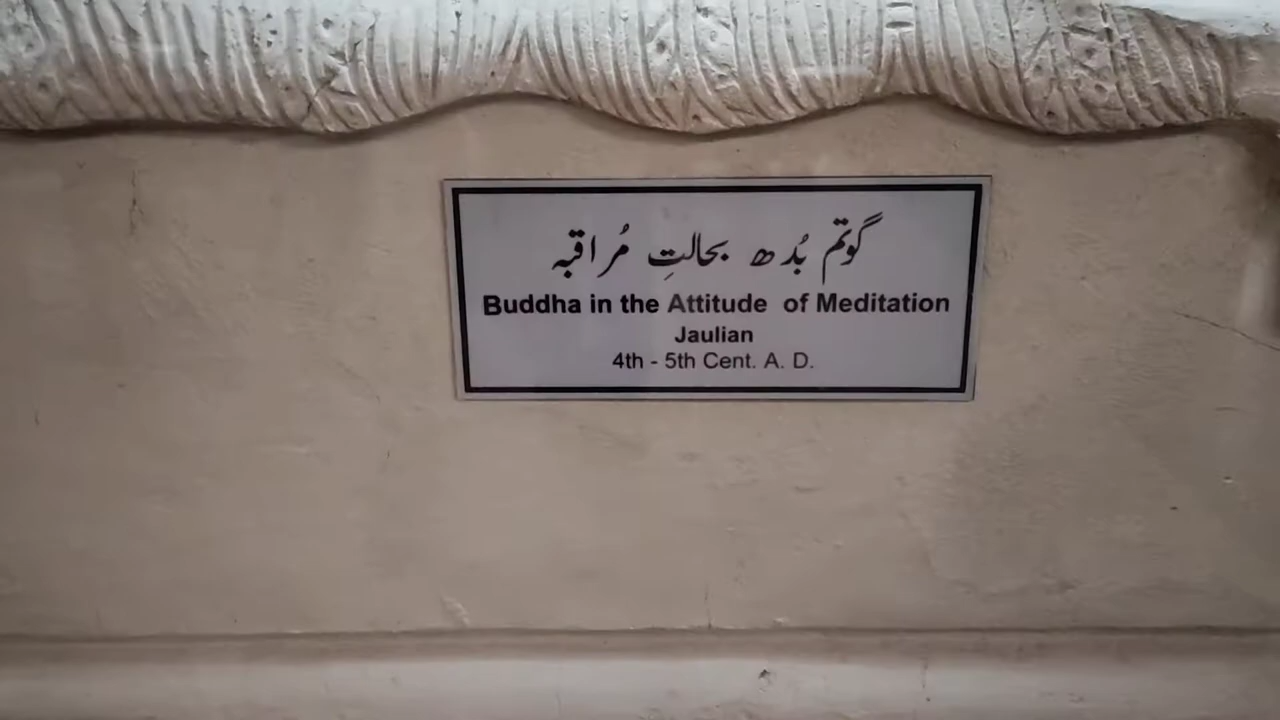 گوتم بُدھ بحالتِ مُراقبہ
Buddha in the Attitude of Meditation
Jaulian
4th - 5th Cent. A. D.